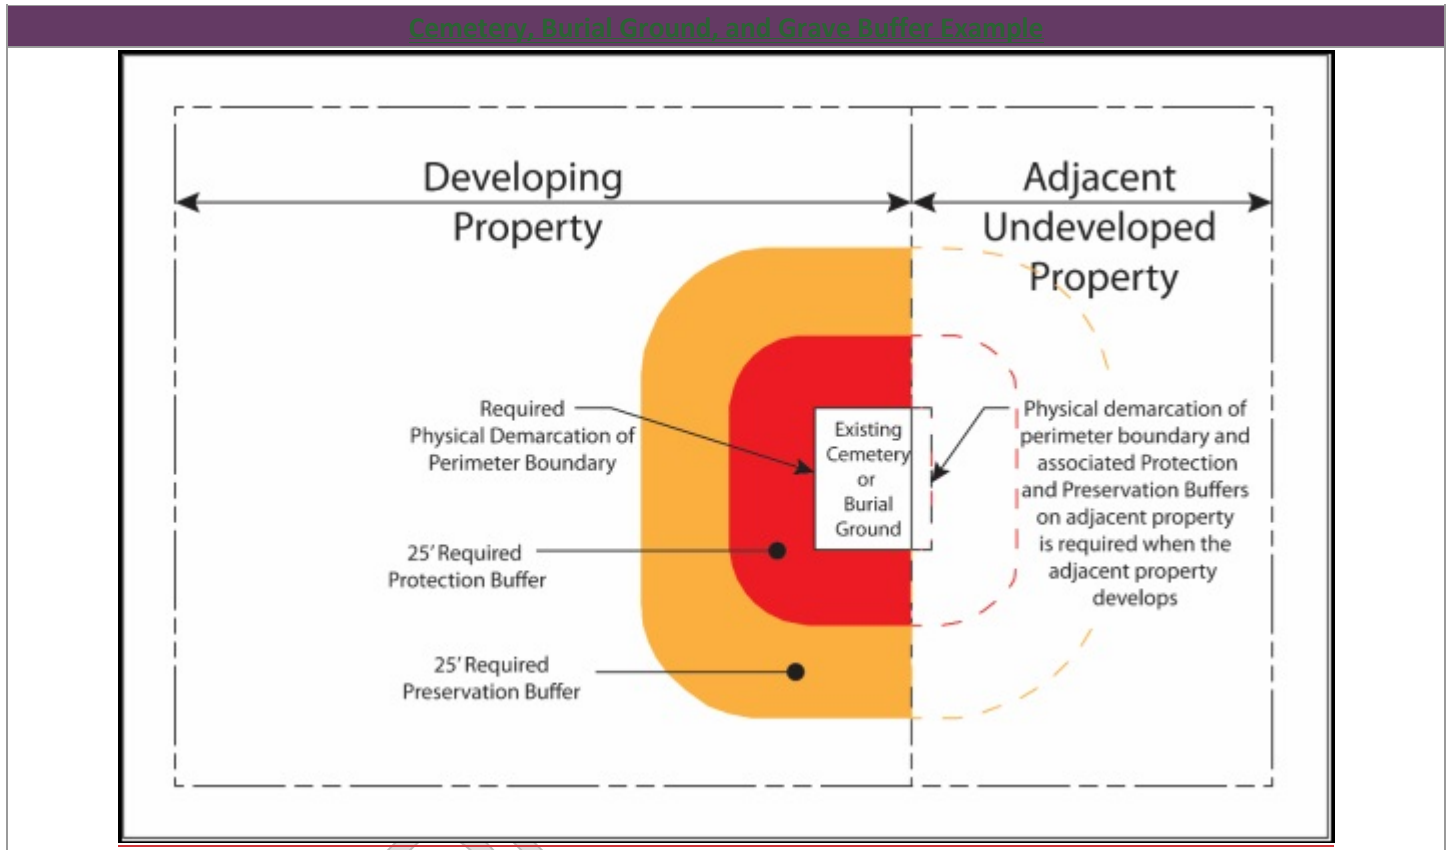 Cemetery, Burial Ground, and Grave Buffer Example
Developing
Property
Adjacent
Undeveloped
Property
Required
Physical Demarcation of
Perimeter Boundary
Existing
Cemetery
or
Burial
Ground
Physical demarcation of
perimeter boundary and
associated Protection
and Preservation Buffers
on adjacent property
is required when the
adjacent property
develops
25’ Required
Protection Buffer
25’ Required
Preservation Buffer